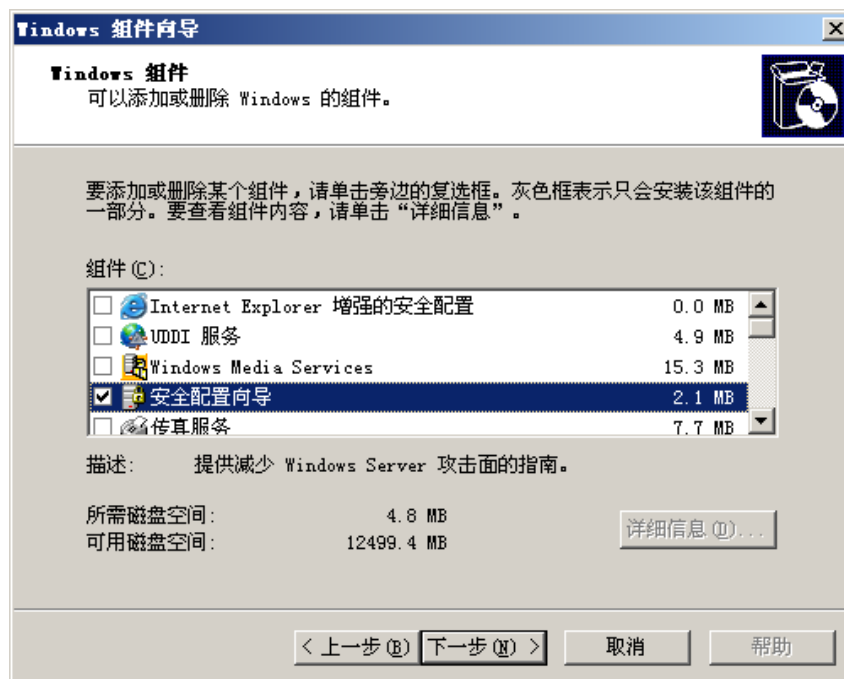 Windows 组件向导
Windows 组件
可以添加或删除 Windows 的组件。
要添加或删除某个组件，请单击旁边的复选框。灰色框表示只会安装该组件的
一部分。要查看组件内容，请单击“详细信息”。
组件(C):
Internet Explorer 增强的安全配置 0.0 MB
UDDI 服务 4.9 MB
Windows Media Services 15.3 MB
安全配置向导 2.1 MB
传真服务 7.7 MB
描述: 提供减少 Windows Server 攻击面的指南。
所需磁盘空间: 4.8 MB
可用磁盘空间: 12499.4 MB
详细信息(D)...
< 上一步(B) 下一步(N) > 取消 帮助